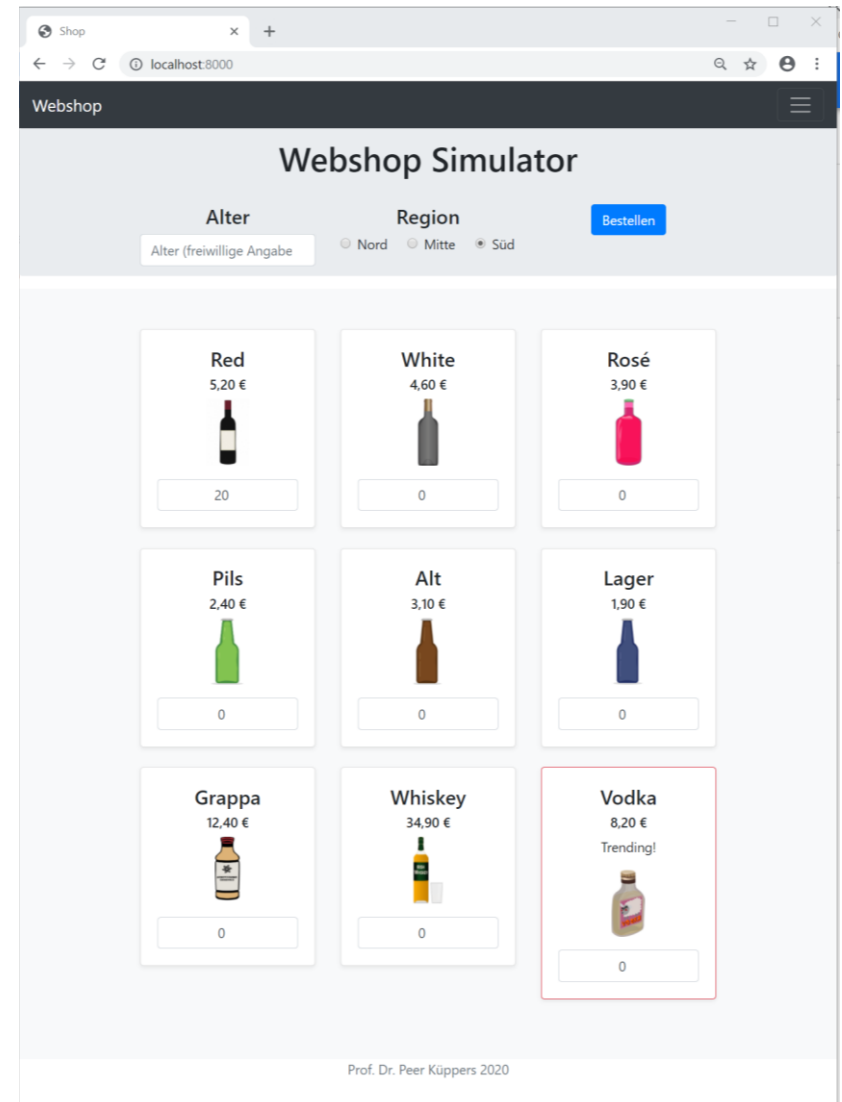 Shop
localhost:8000
Webshop
Webshop Simulator
Alter Region Bestellen
Alter (freiwillige Angabe Nord Mitte Süd
Red White Rosé
5,20 € 4,60 € 3,90 €
20 0 0
Pils Alt Lager
2,40 € 3,10 € 1,90 €
0 0 0
Grappa Whiskey Vodka
12,40 € 34,90 € 8,20 €
Trending!
0 0 0
Prof. Dr. Peer Küppers 2020